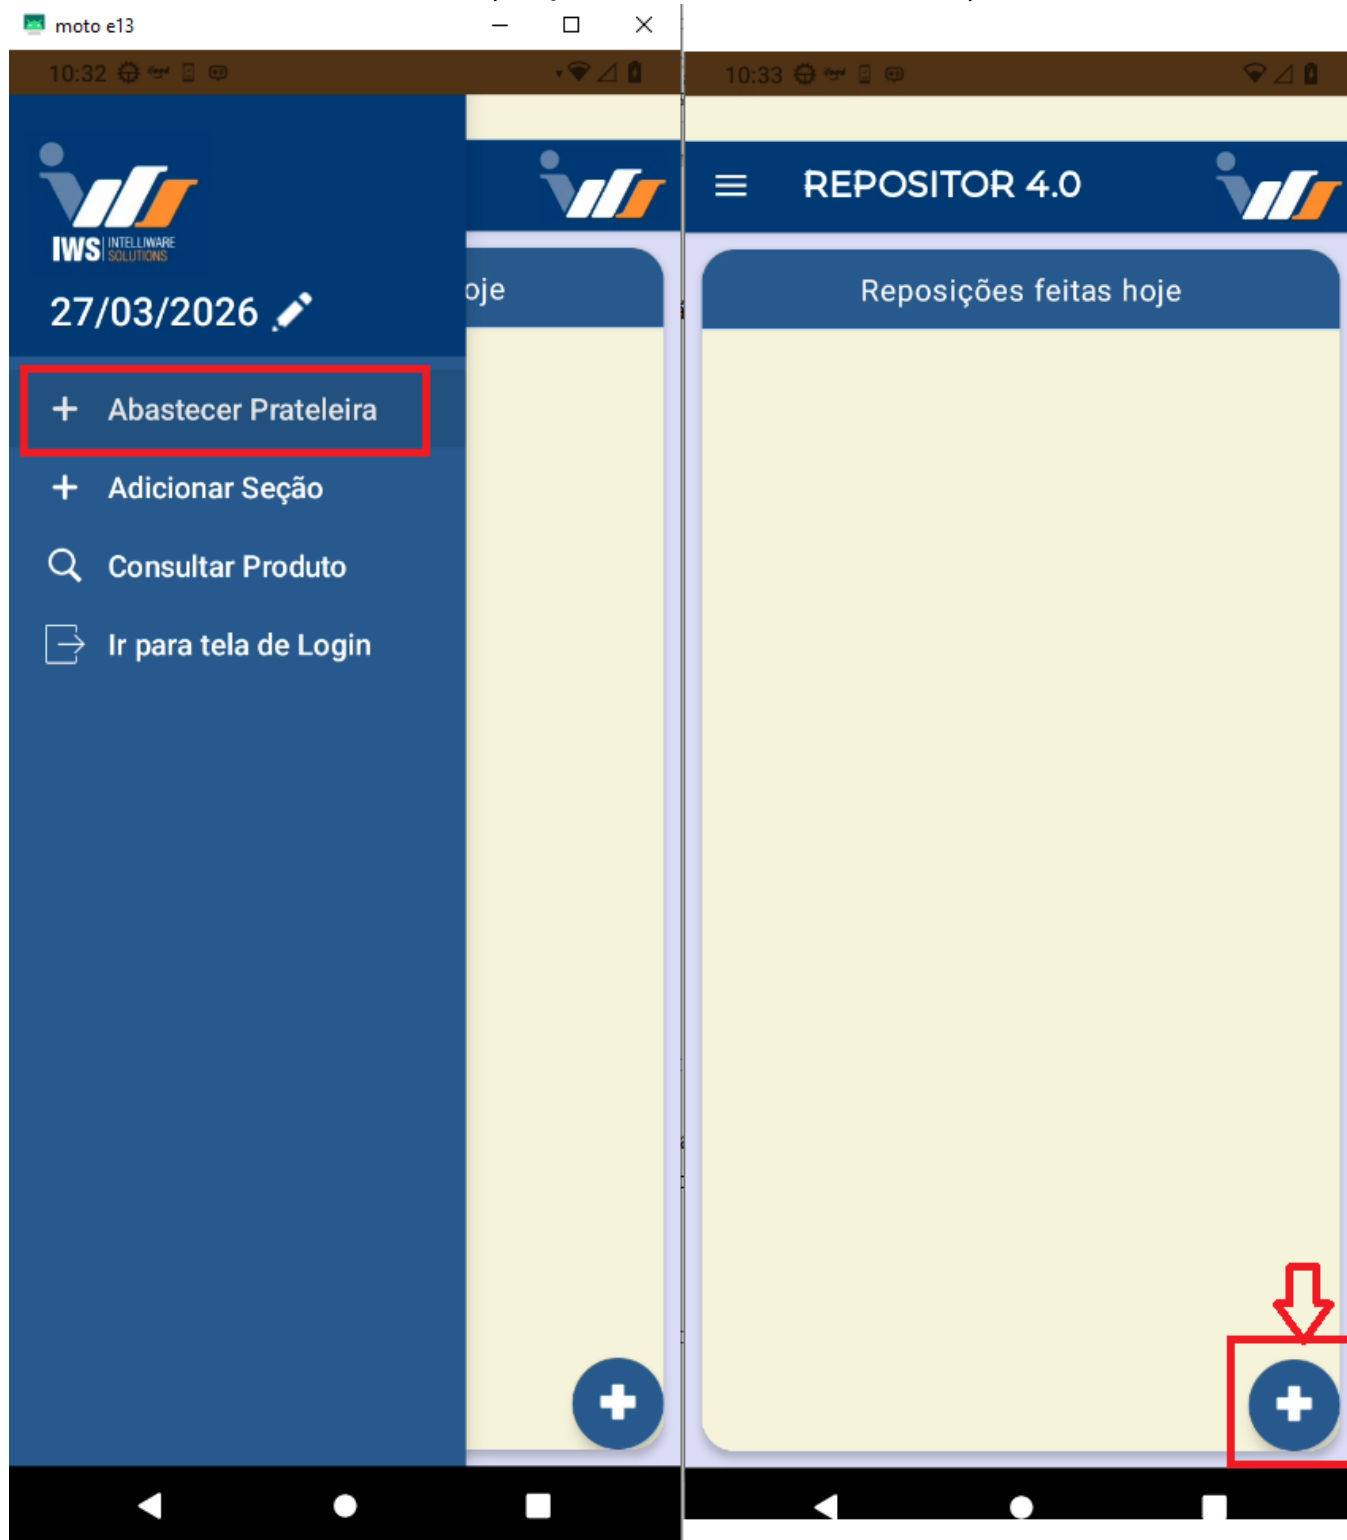 moto e13
10:32
IWS INTELLIWARE
SOLUTIONS
27/03/2026
oje
Abastecer Prateleira
Adicionar Seção
Consultar Produto
Ir para tela de Login
10:33
REPOSITOR 4.0
Reposições feitas hoje